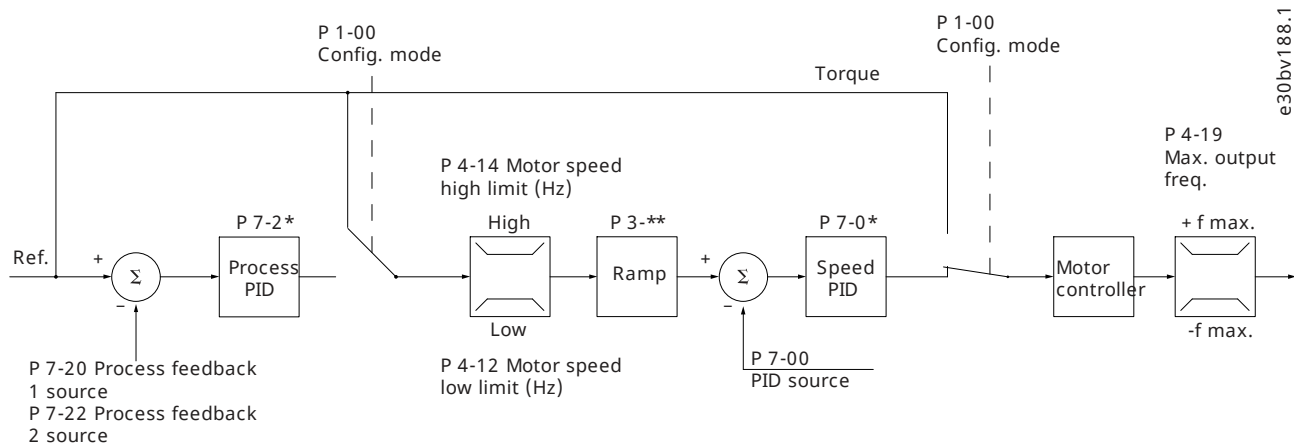 P 1-00
Config. mode
P 1-00
Config. mode
e30bv188.1
Torque
P 4-19
Max. output
freq.
P 4-14 Motor speed
high limit (Hz)
P 7-2*
High
P 3-**
P 7-0*
+ f max.
Ref.
+
Σ
Process
PID
Ramp
+
Σ
Speed
PID
Motor
controller
–
–
Low
-f max.
P 7-20 Process feedback
1 source
P 7-22 Process feedback
2 source
P 4-12 Motor speed
low limit (Hz)
P 7-00
PID source